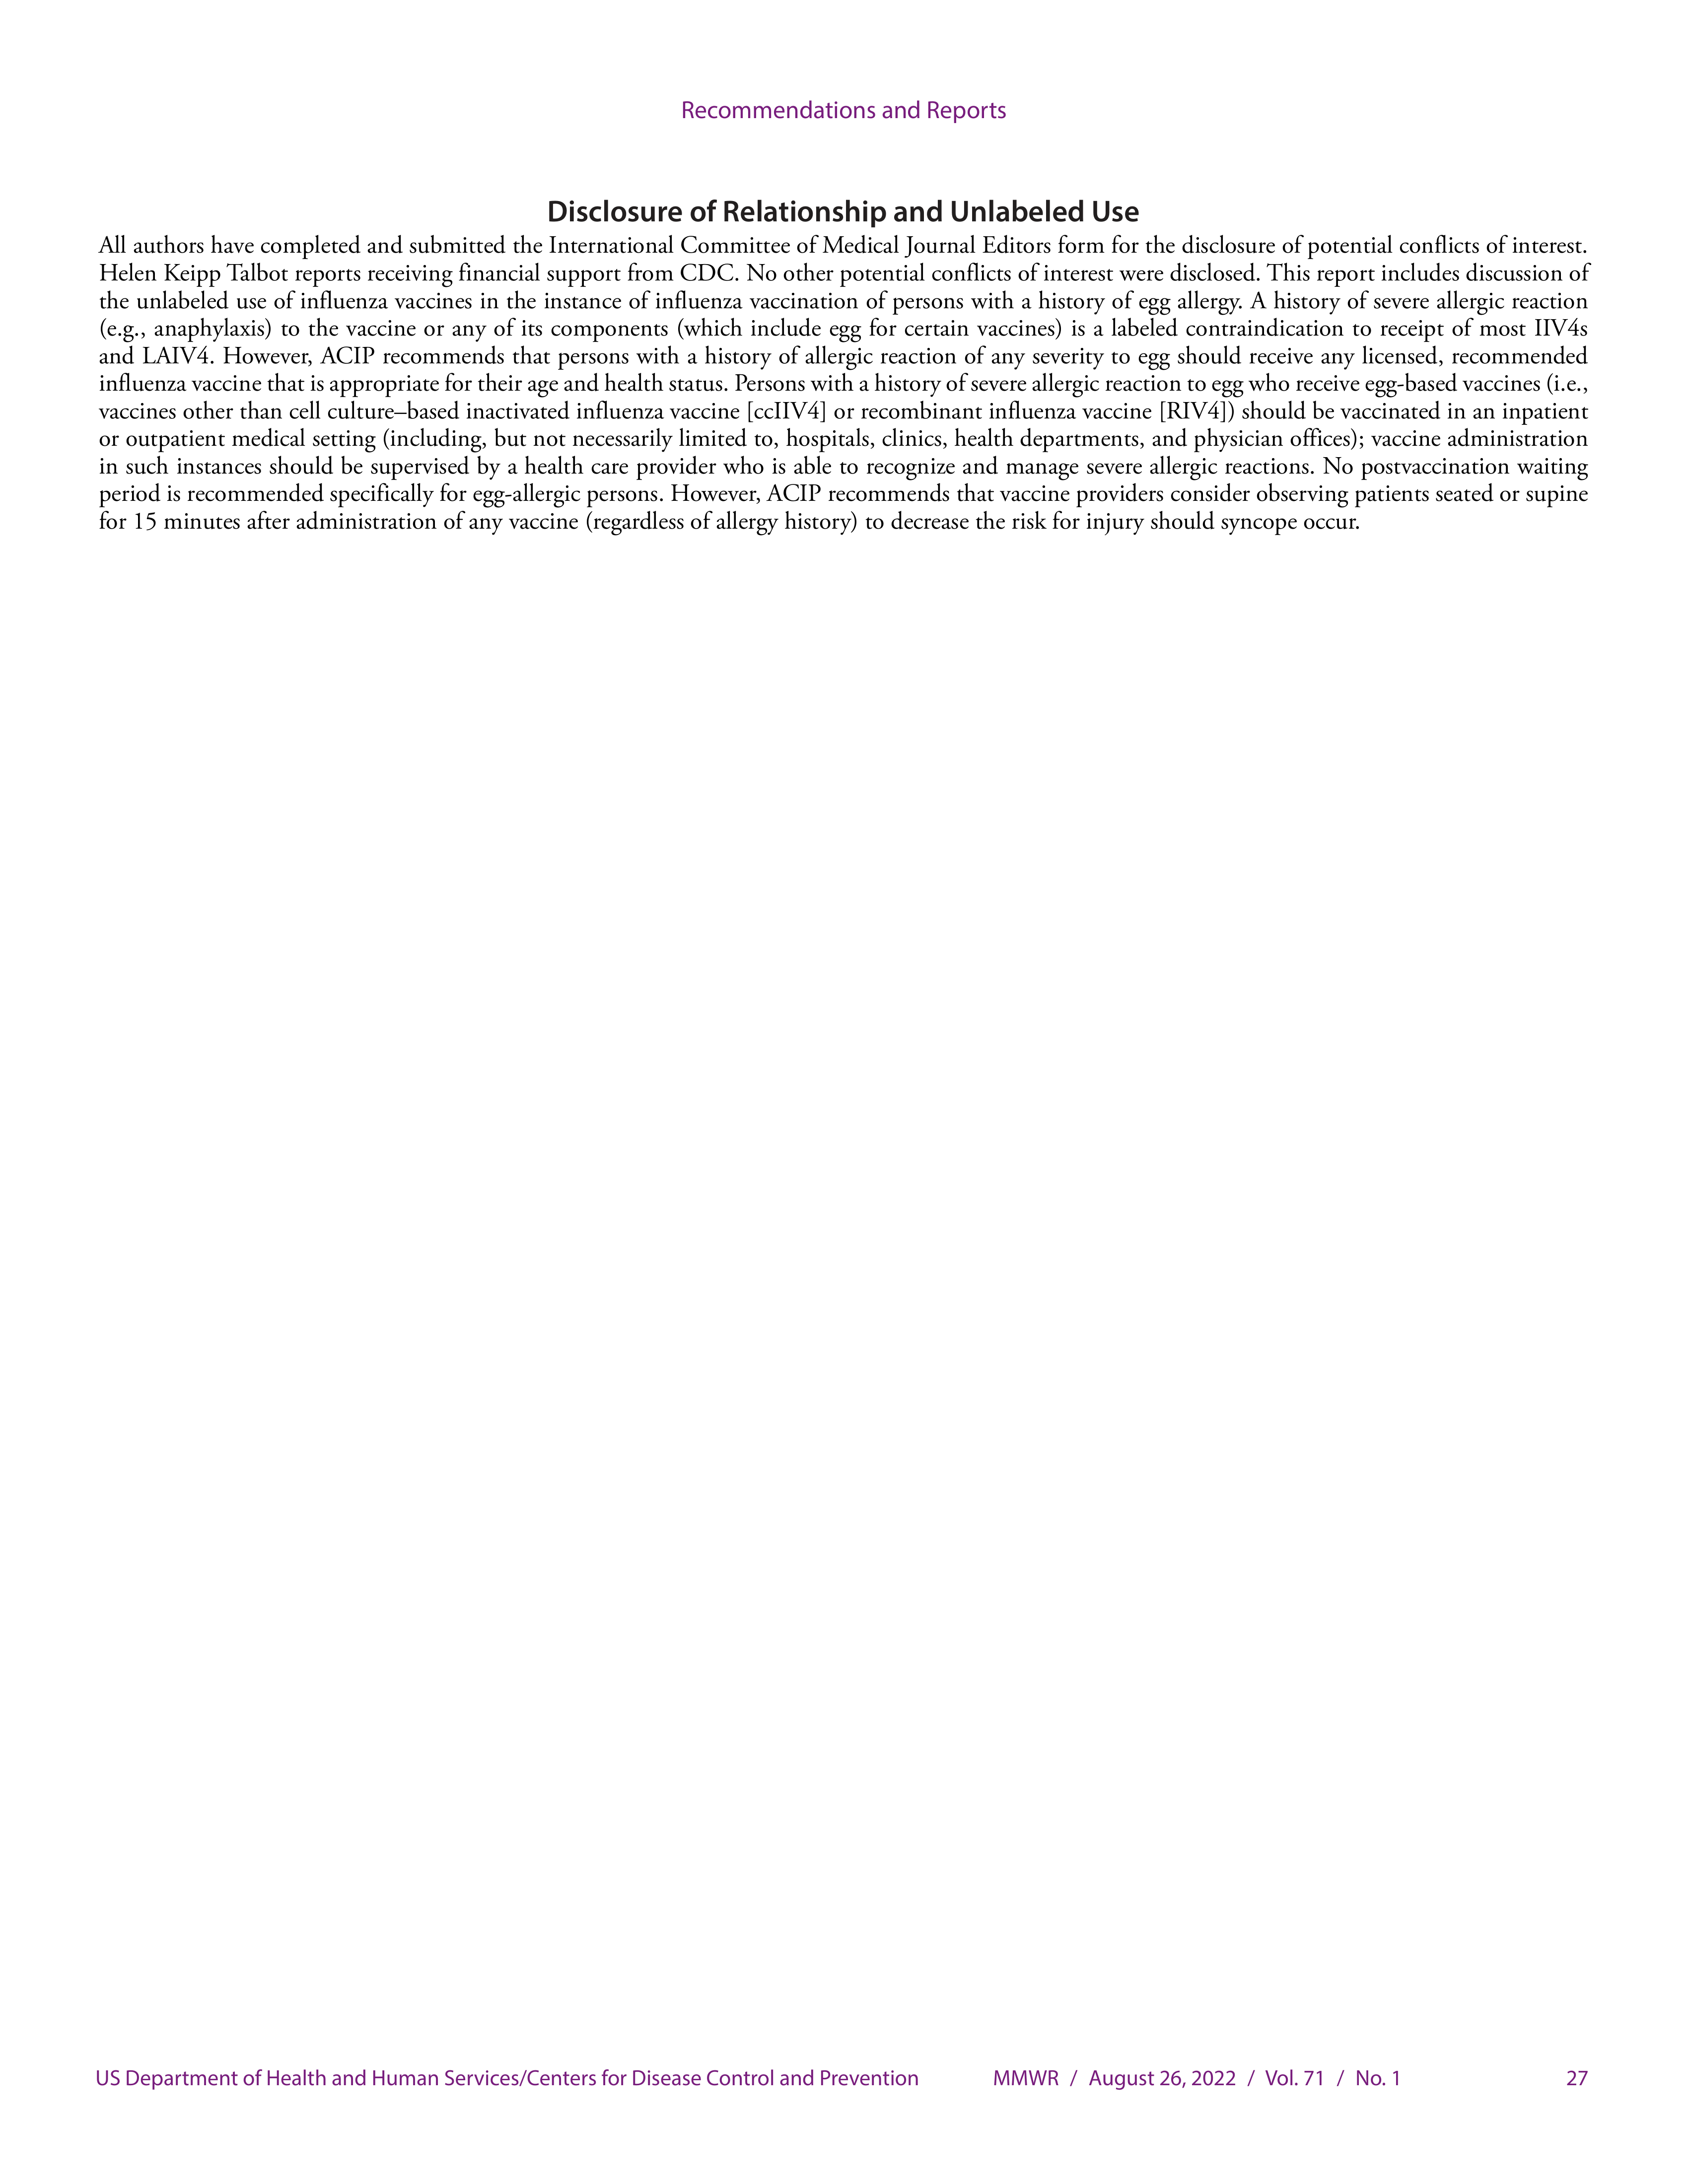 Recommendations and Reports
Disclosure of Relationship and Unlabeled Use
All authors have completed and submitted the International Committee of Medical Journal Editors form for the disclosure of potential conflicts of interest.
Helen Keipp Talbot reports receiving financial support from CDC. No other potential conflicts of interest were disclosed. This report includes discussion of
the unlabeled use of influenza vaccines in the instance of influenza vaccination of persons with a history of egg allergy. A history of severe allergic reaction
(e.g., anaphylaxis) to the vaccine or any of its components (which include egg for certain vaccines) is a labeled contraindication to receipt of most IIV4s
and LAIV4. However, ACIP recommends that persons with a history of allergic reaction of any severity to egg should receive any licensed, recommended
influenza vaccine that is appropriate for their age and health status. Persons with a history of severe allergic reaction to egg who receive egg-based vaccines (i.e.,
vaccines other than cell culture–based inactivated influenza vaccine [ccIIV4] or recombinant influenza vaccine [RIV4]) should be vaccinated in an inpatient
or outpatient medical setting (including, but not necessarily limited to, hospitals, clinics, health departments, and physician offices); vaccine administration
in such instances should be supervised by a health care provider who is able to recognize and manage severe allergic reactions. No postvaccination waiting
period is recommended specifically for egg-allergic persons. However, ACIP recommends that vaccine providers consider observing patients seated or supine
for 15 minutes after administration of any vaccine (regardless of allergy history) to decrease the risk for injury should syncope occur.
US Department of Health and Human Services/Centers for Disease Control and Prevention MMWR / August 26, 2022 / Vol. 71 / No. 1 27